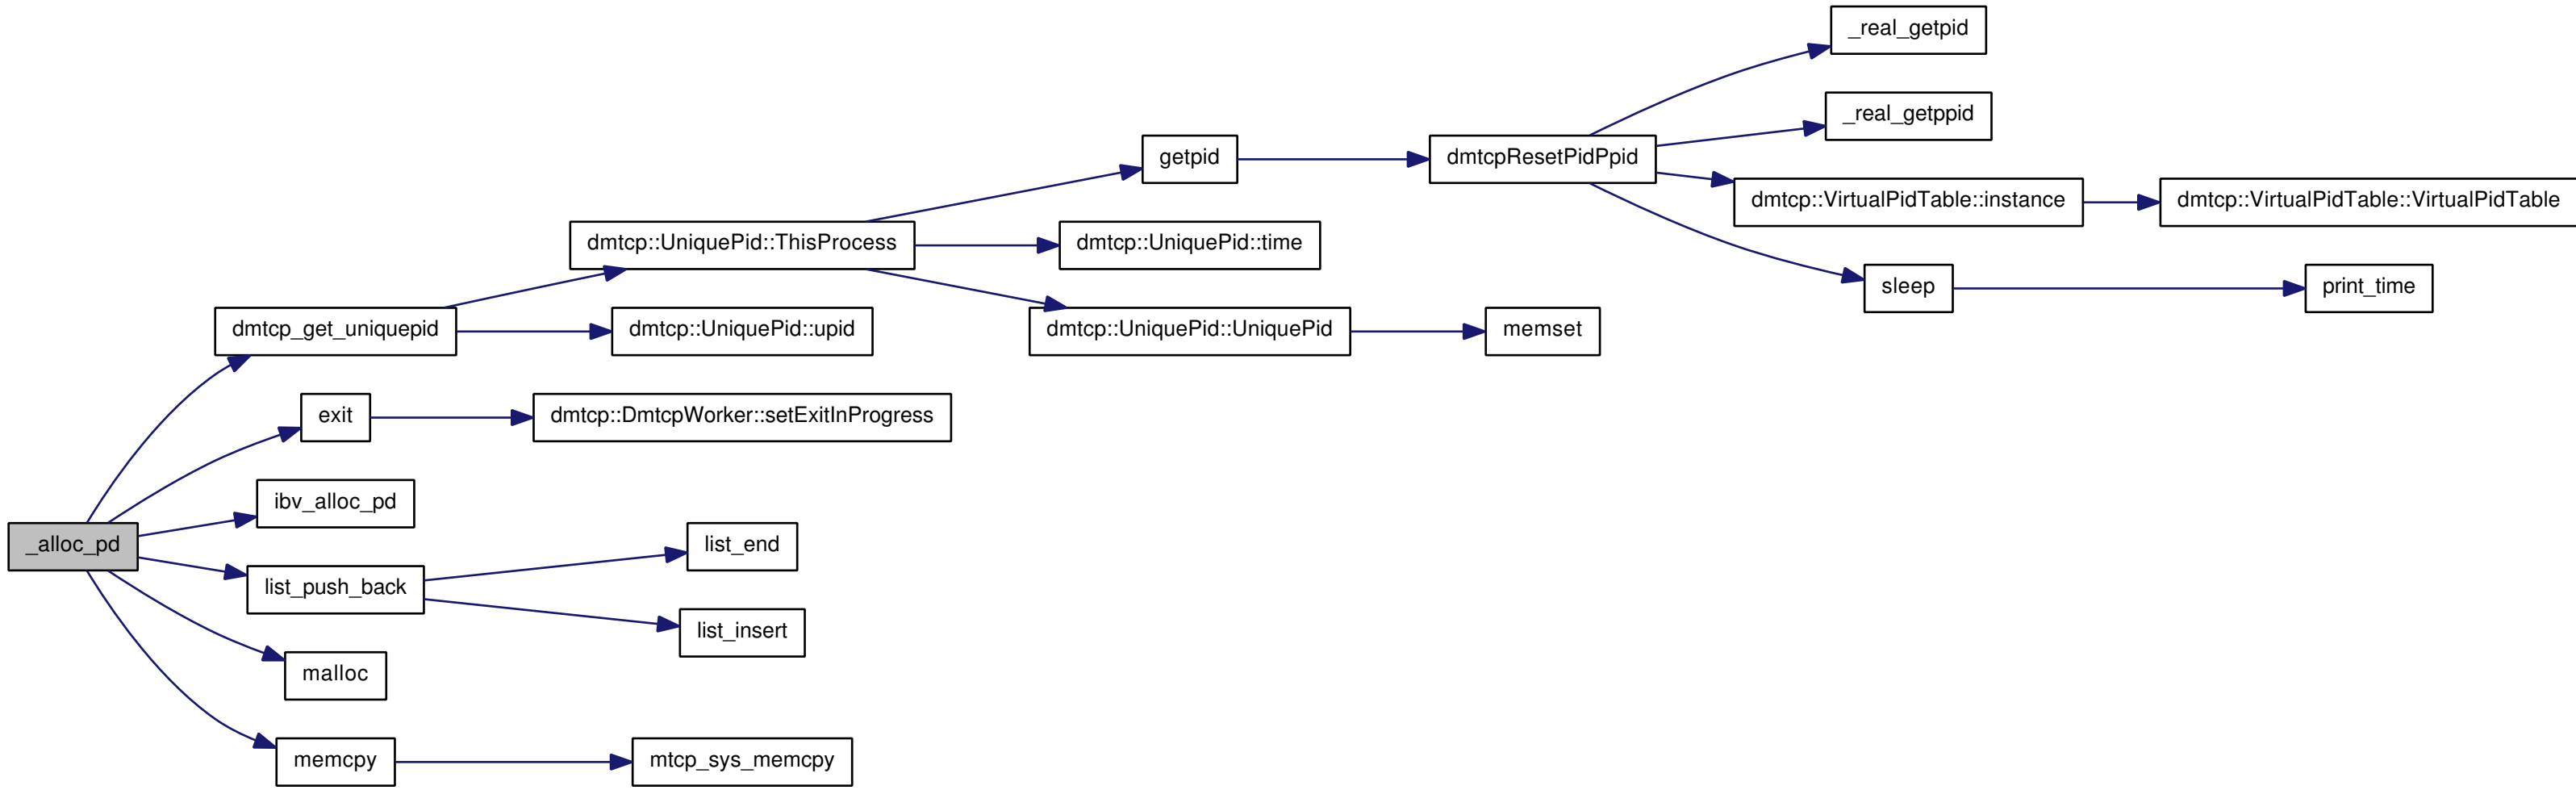 _real_getpid
_real_getppid
getpid
dmtcpResetPidPpid
dmtcp::VirtualPidTable::instance
dmtcp::VirtualPidTable::VirtualPidTable
dmtcp::UniquePid::ThisProcess
dmtcp::UniquePid::time
sleep
print_time
dmtcp_get_uniquepid
dmtcp::UniquePid::upid
dmtcp::UniquePid::UniquePid
memset
exit
dmtcp::DmtcpWorker::setExitInProgress
ibv_alloc_pd
_alloc_pd
list_end
list_push_back
list_insert
malloc
memcpy
mtcp_sys_memcpy